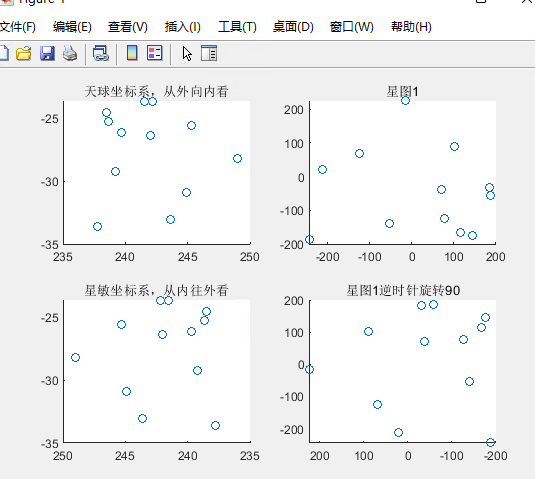 Figure 4
文件(F) 编辑(E) 查看(V) 插入(I) 工具(T) 桌面(D) 窗口(W) 帮助(H)
天球坐标系，从外向内看
-25
-30
-35
235 240 245 250
星图1
200
100
0
-100
-200
-200 -100 0 100 200
星敏坐标系，从内往外看
-25
-30
-35
250 245 240 235
星图1逆时针旋转90
200
100
0
-100
-200
200 100 0 -100 -200